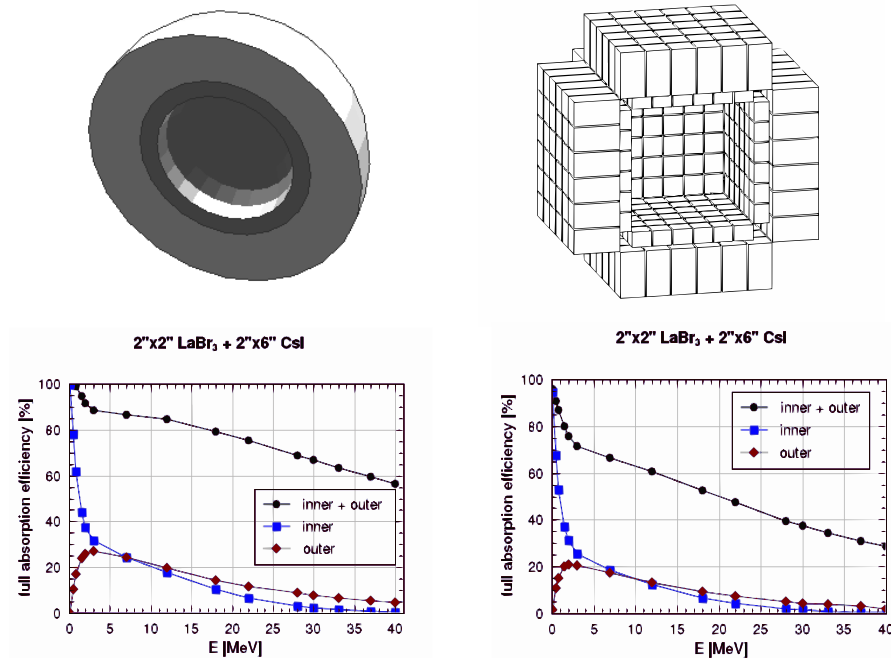 2"x2" LaBr₃ + 2"x6" CsI
full absorption efficiency [%]
100
80
60
40
20
0
inner + outer
inner
outer
0 5 10 15 20 25 30 35 40
E [MeV]
2"x2" LaBr₃ + 2"x6" CsI
full absorption efficiency [%]
100
80
60
40
20
0
inner + outer
inner
outer
0 5 10 15 20 25 30 35 40
E [MeV]